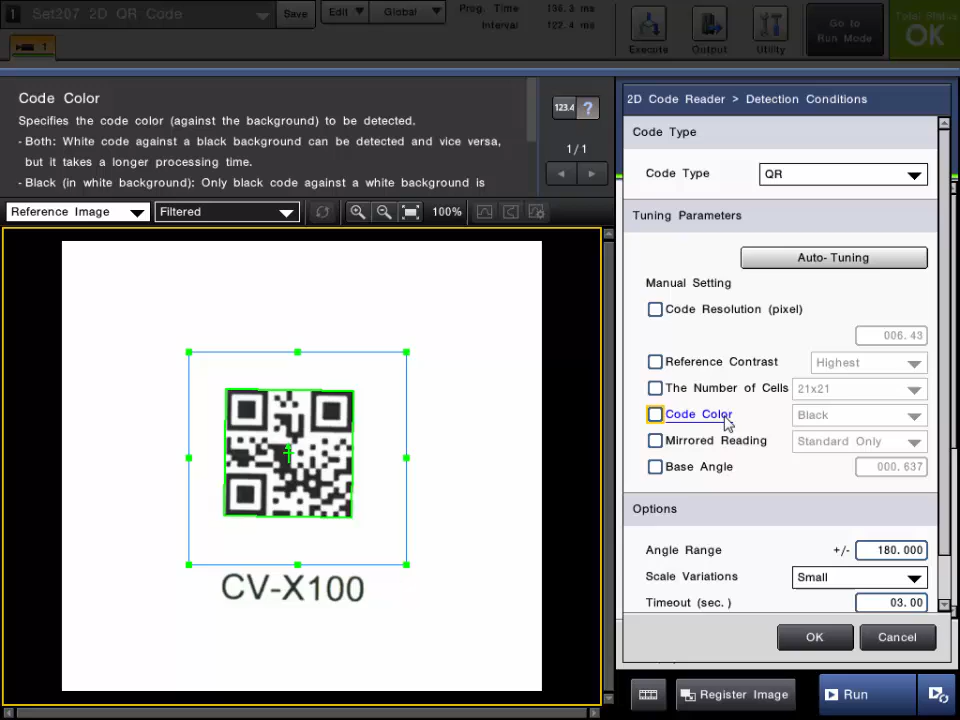 1 Set207 2D QR Code Save Edit Global Prog. Time 136.3 ms
Interval 122.4 ms
Execute Output Utility Go to Run Mode Total Status OK
1
Code Color
Specifies the code color (against the background) to be detected.
- Both: White code against a black background can be detected and vice versa,
but it takes a longer processing time.
- Black (in white background): Only black code against a white background is
123.4 ?
1/1
Reference Image Filtered 100%
CV-X100
2D Code Reader > Detection Conditions
Code Type
Code Type QR
Tuning Parameters
Auto-Tuning
Manual Setting
Code Resolution (pixel)
006.43
Reference Contrast Highest
The Number of Cells 21x21
Code Color Black
Mirrored Reading Standard Only
Base Angle 000.637
Options
Angle Range +/- 180.000
Scale Variations Small
Timeout (sec.) 03.00
OK Cancel
Register Image Run